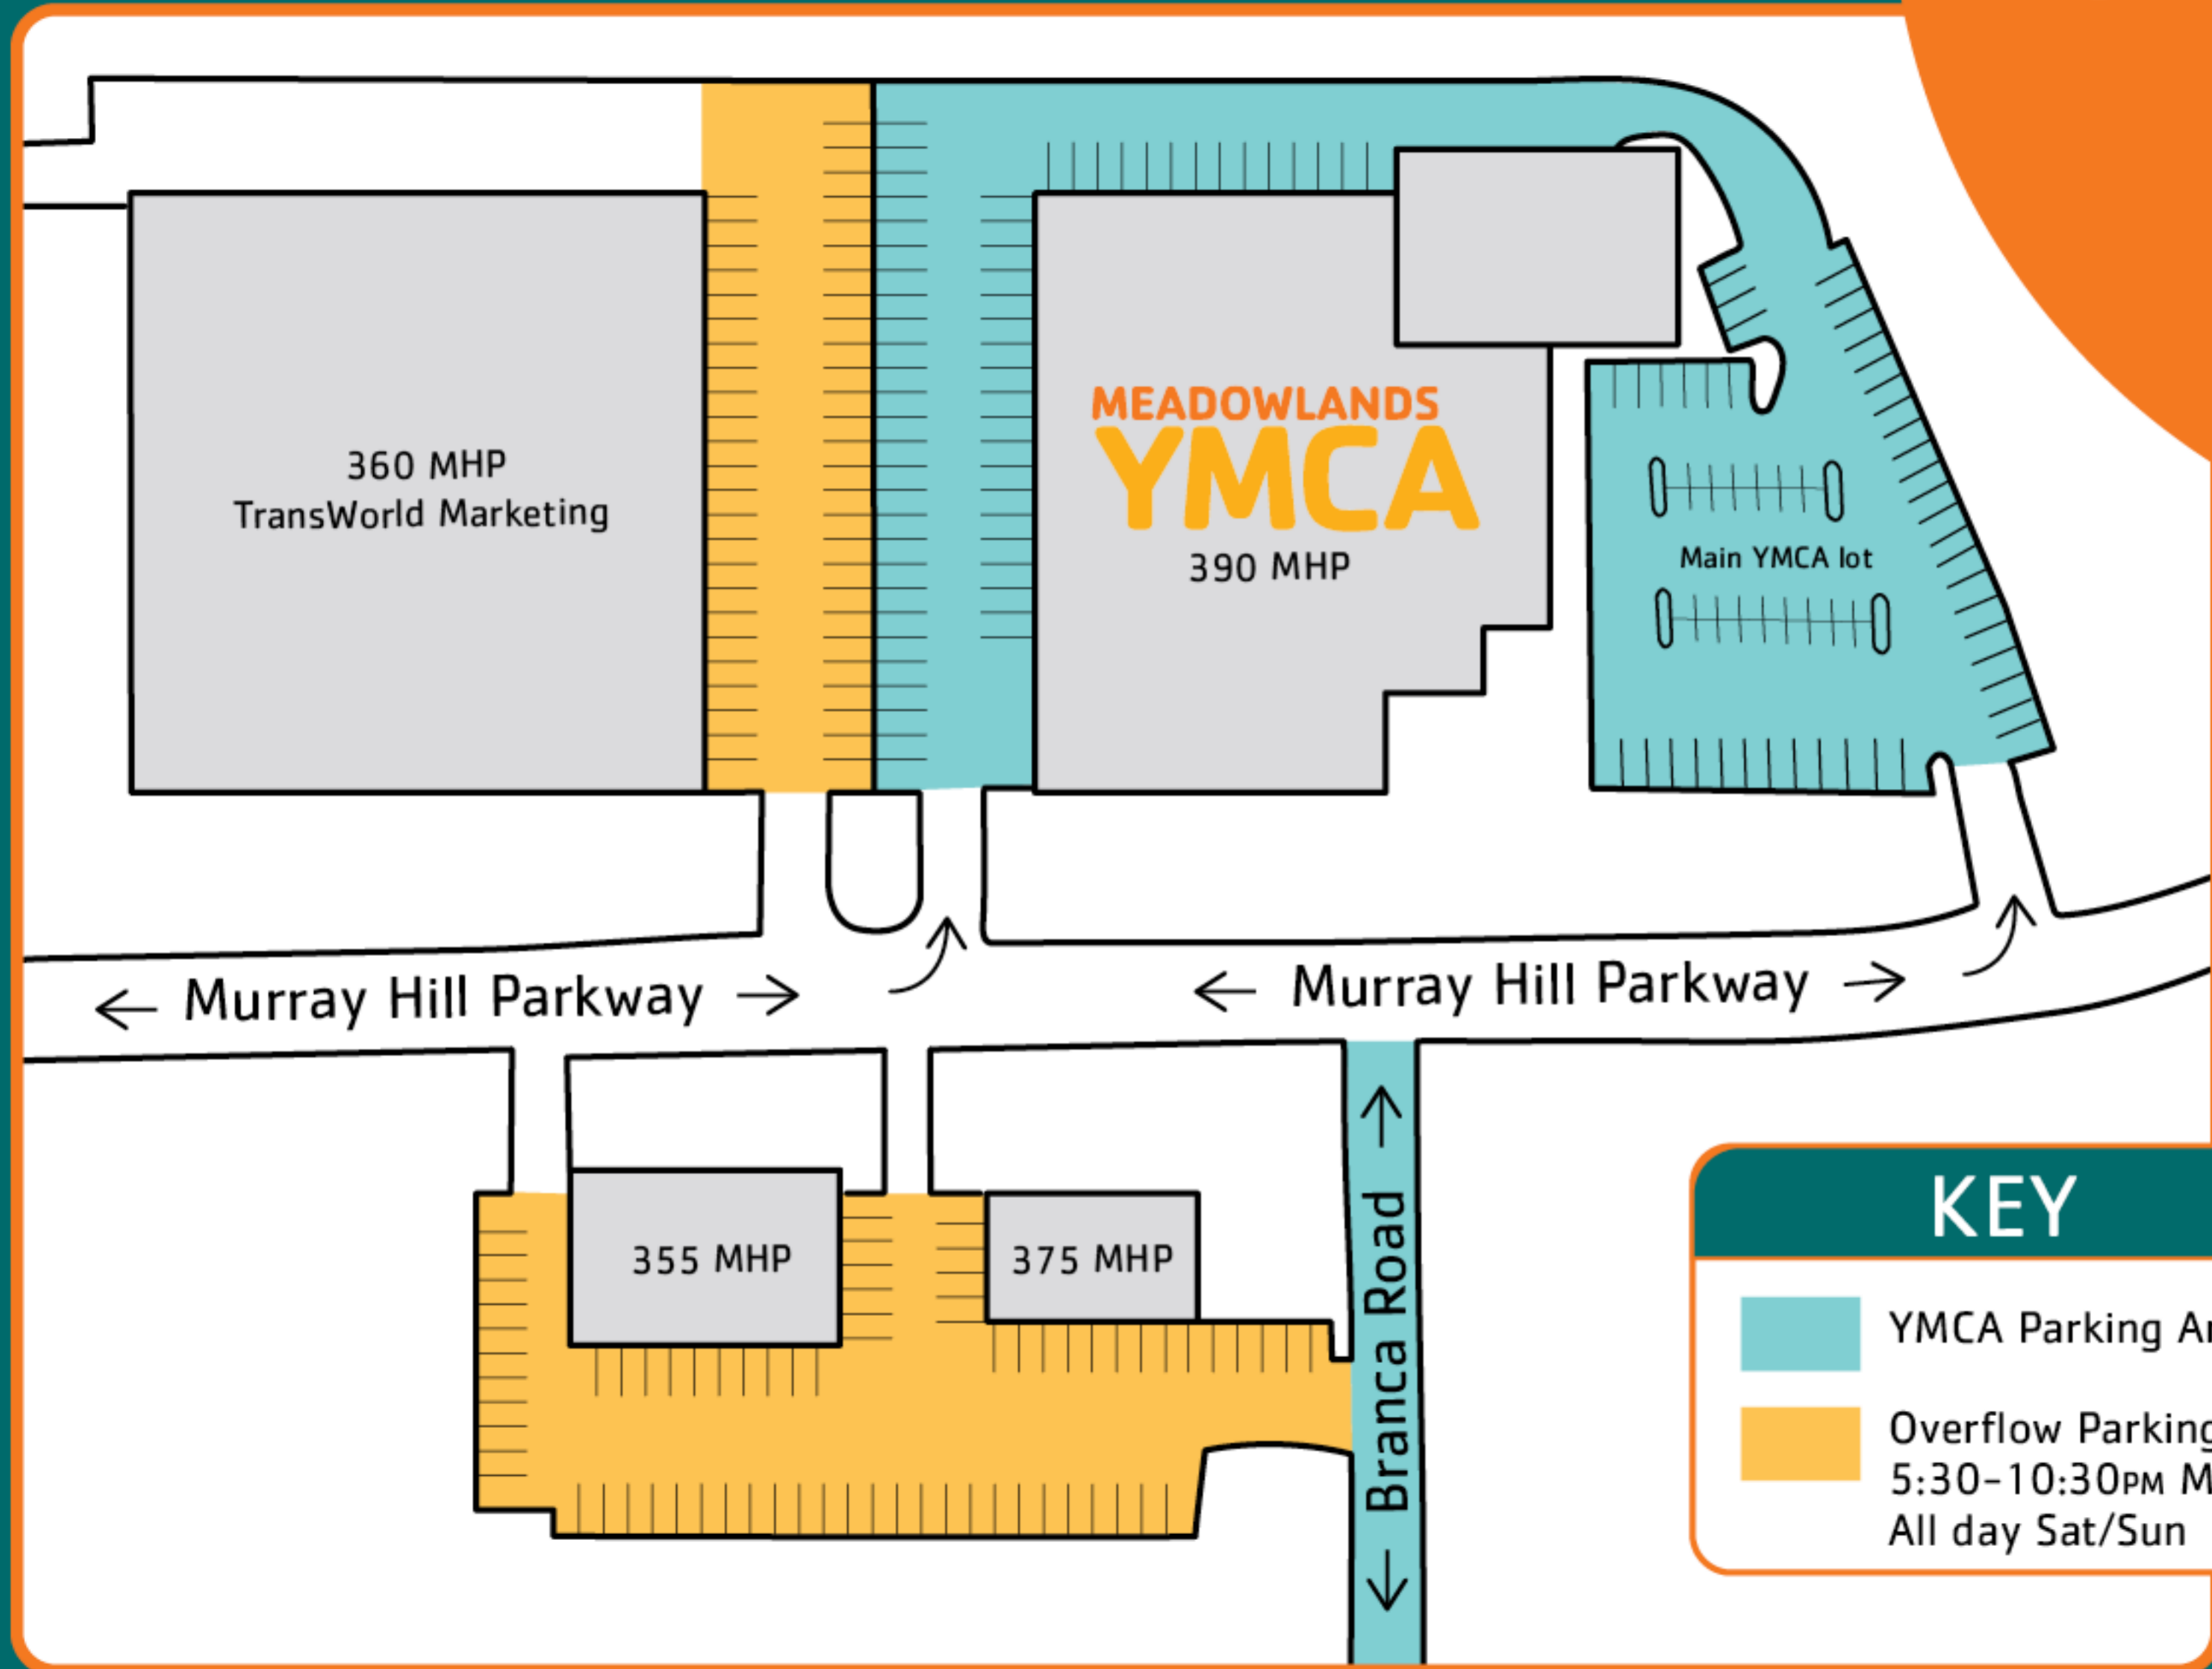 360 MHP
TransWorld Marketing
MEADOWLANDS
YMCA
390 MHP
Main YMCA lot
Murray Hill Parkway
Murray Hill Parkway
Branca Road
355 MHP
375 MHP
KEY
YMCA Parking
Overflow Parking
5:30-10:30PM
All day Sat/Sun